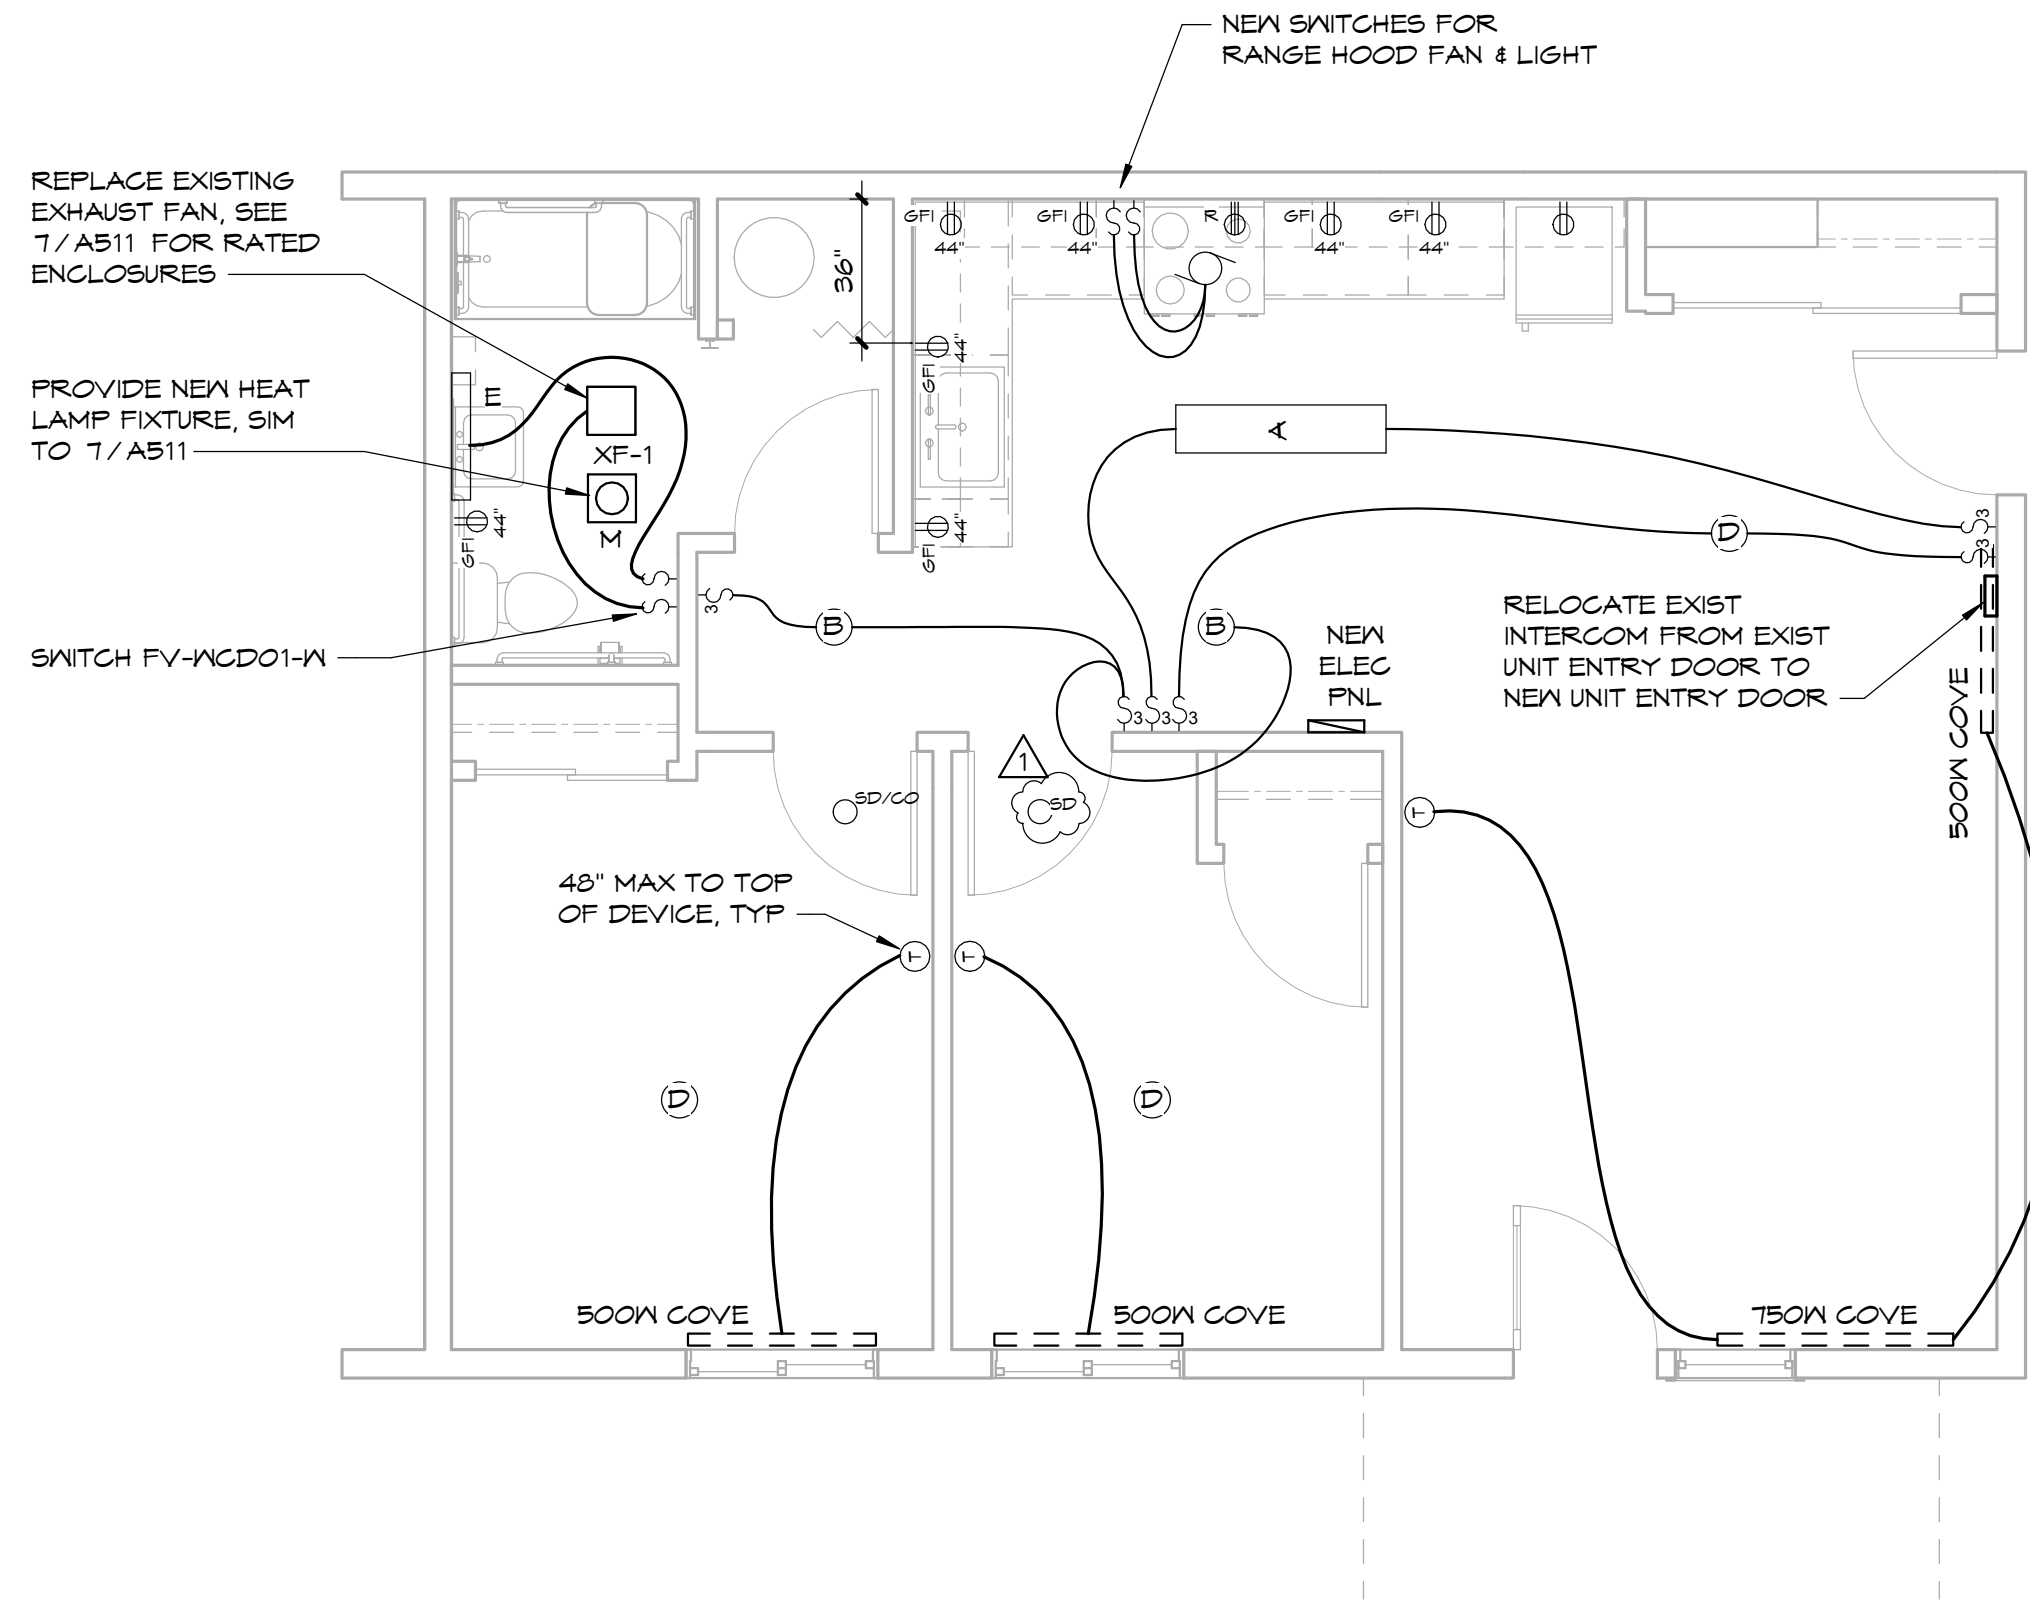 NEW SWITCHES FOR
RANGE HOOD FAN & LIGHT
REPLACE EXISTING
EXHAUST FAN, SEE
7/A511 FOR RATED
ENCLOSURES
36"
GFI
44"
GFI
44"
R
GFI
44"
GFI
44"
44"
GFI
PROVIDE NEW HEAT
LAMP FIXTURE, SIM
TO 7/A511
E
XF-1
M
A
44"
GFI
44"
GFI
3
3
D
SWITCH FV-WCD01-W
3
B
B
NEW
ELEC
PNL
RELOCATE EXIST
INTERCOM FROM EXIST
UNIT ENTRY DOOR TO
NEW UNIT ENTRY DOOR
3
3
3
500W COVE
1
SD/CO
SD
T
48" MAX TO TOP
OF DEVICE, TYP
T
T
D
D
500W COVE
500W COVE
750W COVE